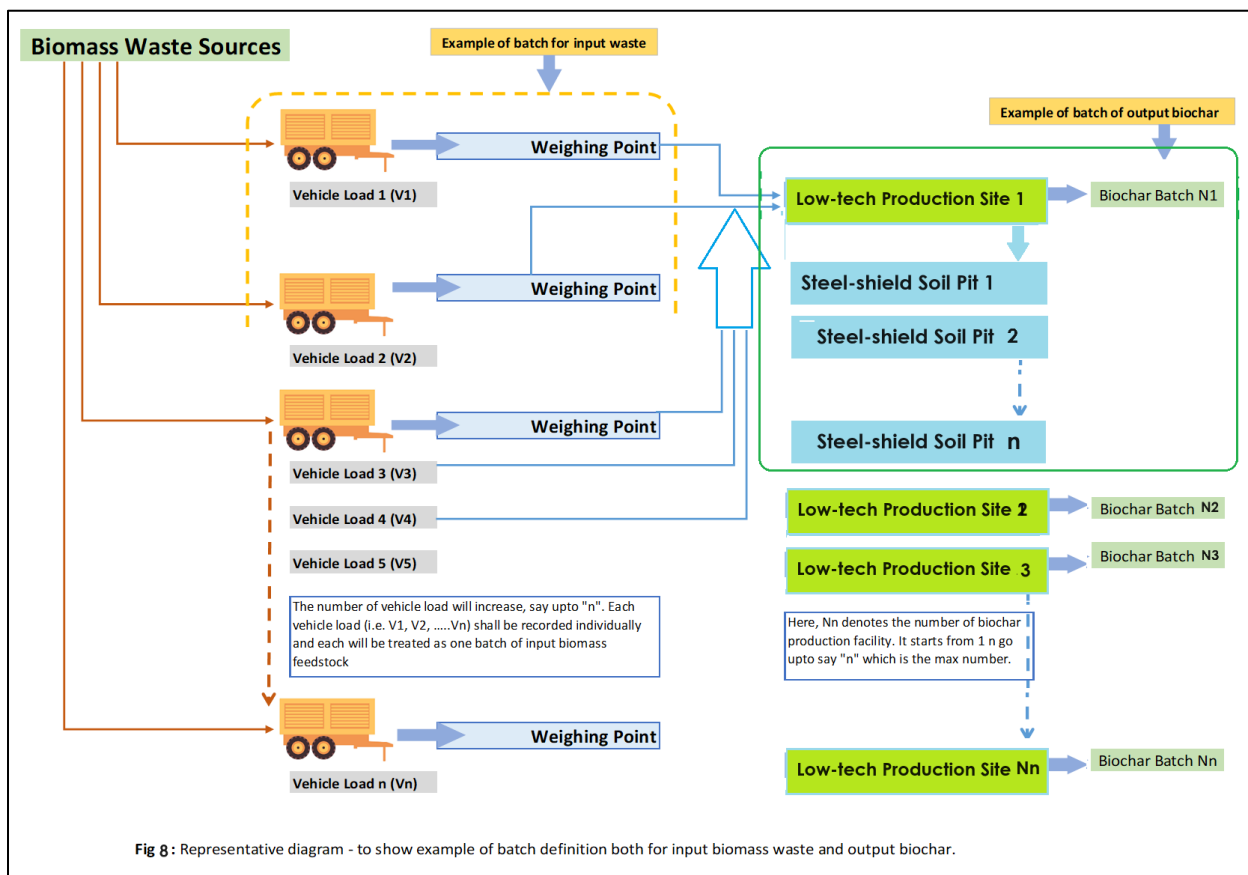 Biomass Waste Sources
Example of batch for input waste
Example of batch of output biochar
Weighing Point
Vehicle Load 1 (V1)
Low-tech Production Site 1
Biochar Batch N1
Steel-shield Soil Pit 1
Weighing Point
Steel-shield Soil Pit 2
Vehicle Load 2 (V2)
Weighing Point
Steel-shield Soil Pit n
Vehicle Load 3 (V3)
Vehicle Load 4 (V4)
Low-tech Production Site 2
Biochar Batch N2
Vehicle Load 5 (V5)
Low-tech Production Site 3
Biochar Batch N3
The number of vehicle load will increase, say upto "n". Each
vehicle load (i.e. V1, V2, .....Vn) shall be recorded individually
and each will be treated as one batch of input biomass
feedstock
Here, Nn denotes the number of biochar
production facility. It starts from 1 n go
upto say "n" which is the max number.
Weighing Point
Low-tech Production Site Nn
Biochar Batch Nn
Vehicle Load n (Vn)
Fig 8 : Representative diagram - to show example of batch definition both for input biomass waste and output biochar.